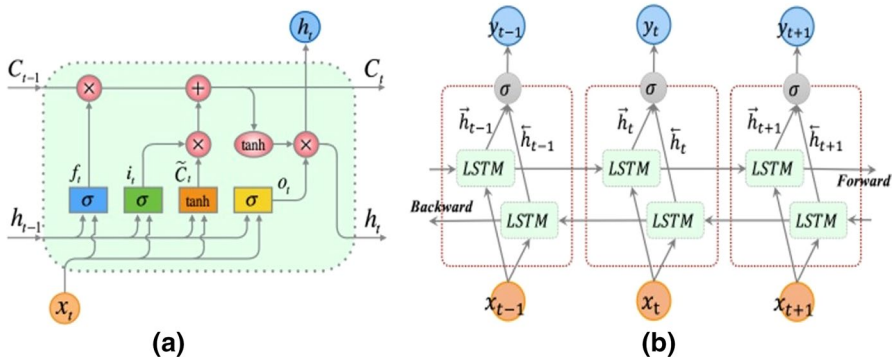 h_t
C_{t-1} × + C_t
tanh ×
×
f_t i_t C̃_t o_t
σ σ tanh σ
h_{t-1} h_t
x_t
(a)
y_{t-1} y_t y_{t+1}
σ σ σ
h⃗_{t-1} h⃗_t h⃗_{t+1}
h⃖_{t-1} h⃖_t h⃖_{t+1}
LSTM LSTM LSTM
Forward
Backward
LSTM LSTM LSTM
x_{t-1} x_t x_{t+1}
(b)